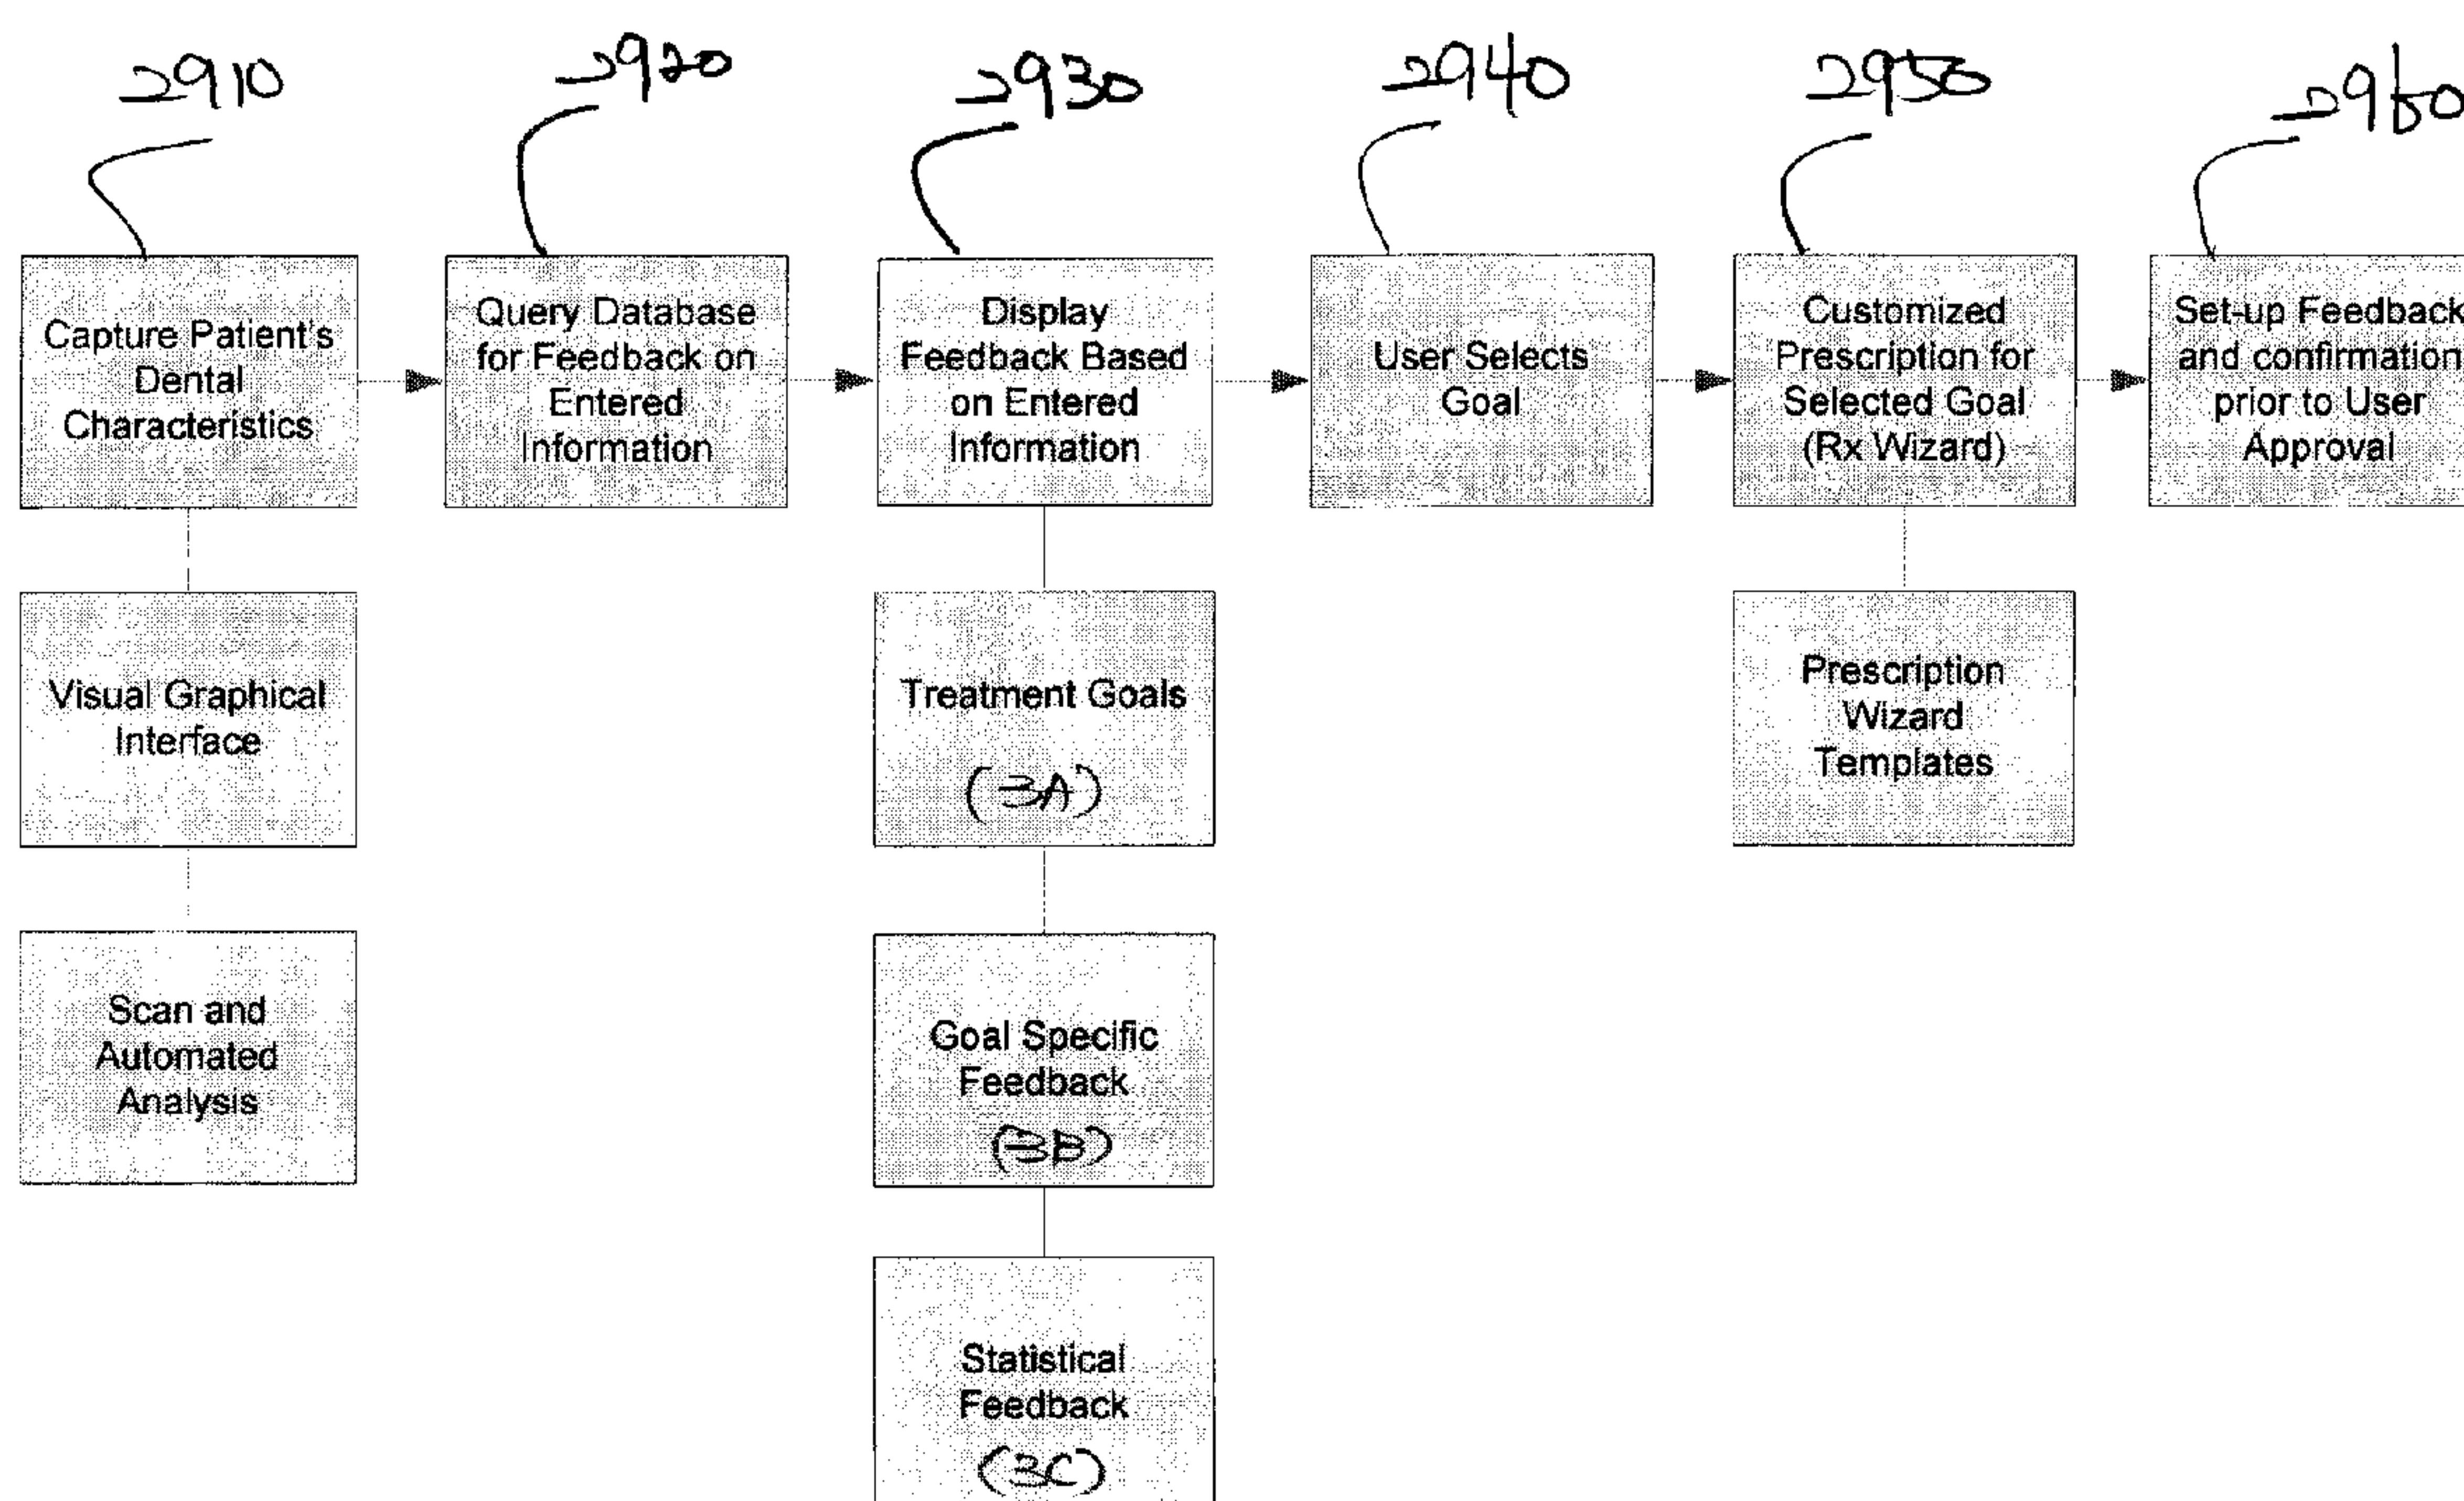 2910
2920
2930
2940
2950
2960
Capture Patient's
Dental
Characteristics
Query Database
for Feedback on
Entered
Information
Display
Feedback Based
on Entered
Information
User Selects
Goal
Customized
Prescription for
Selected Goal
(Rx Wizard)
Set-up Feedback
and confirmation
prior to User
Approval
Visual Graphical
Interface
Treatment Goals
(3A)
Prescription
Wizard
Templates
Scan and
Automated
Analysis
Goal Specific
Feedback
(3B)
Statistical
Feedback
(3C)